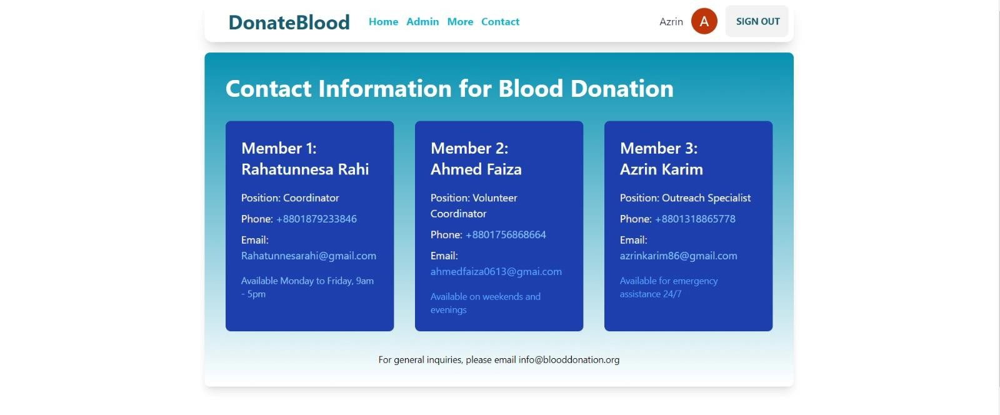 DonateBlood Home Admin More Contact Azrin A SIGN OUT
Contact Information for Blood Donation
Member 1:
Rahatunnesa Rahi
Position: Coordinator
Phone: +8801879233846
Email:
Rahatunnesarahi@gmail.com
Available Monday to Friday, 9am
- 5pm
Member 2:
Ahmed Faiza
Position: Volunteer
Coordinator
Phone: +8801756868664
Email:
ahmedfaiza0613@gmai.com
Available on weekends and
evenings
Member 3:
Azrin Karim
Position: Outreach Specialist
Phone: +8801318865778
Email:
azrinkarim86@gmail.com
Available for emergency
assistance 24/7
For general inquiries, please email info@blooddonation.org